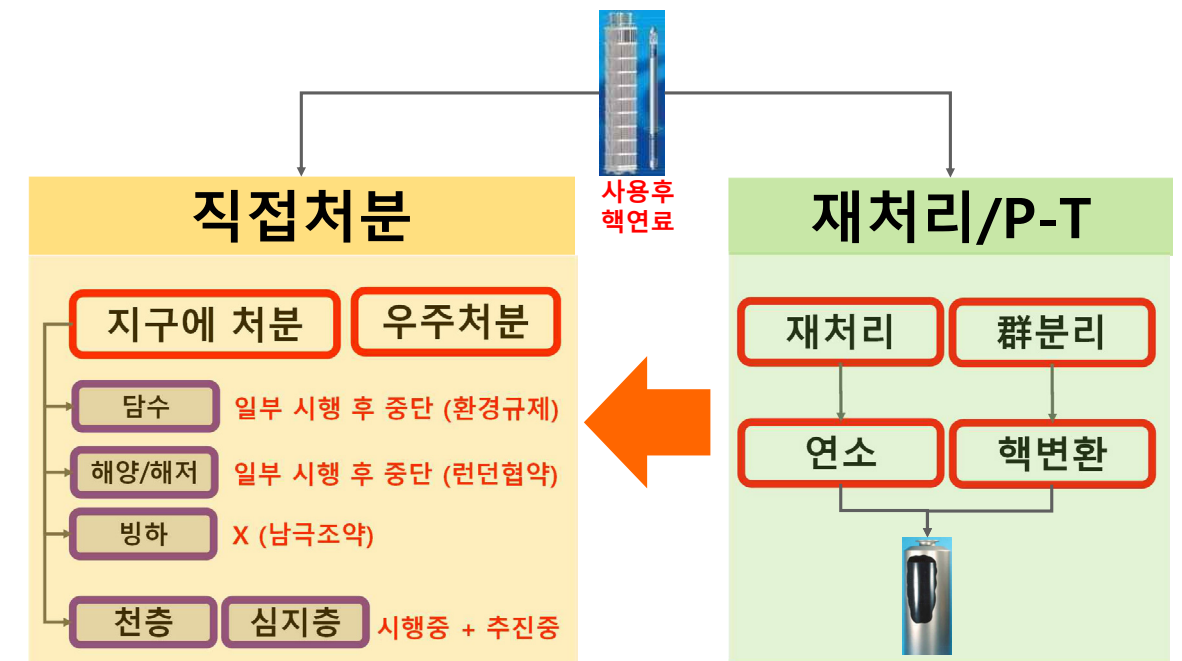 사용후
핵연료
직접처분
지구에 처분
우주처분
담수
일부 시행 후 중단 (환경규제)
해양/해저
일부 시행 후 중단 (런던협약)
빙하
X (남극조약)
천층
심지층
시행중 + 추진중
재처리/P-T
재처리
群분리
연소
핵변환